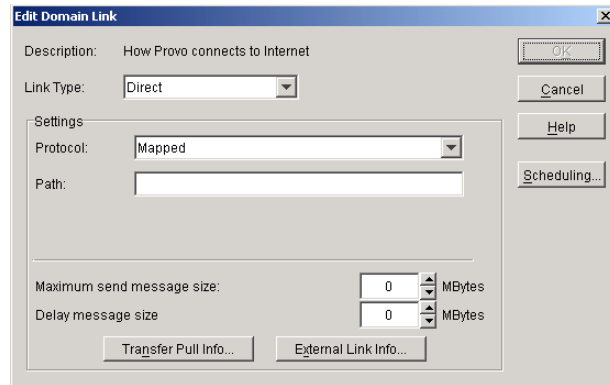 Edit Domain Link
Description: How Provo connects to Internet
OK
Link Type: Direct
Cancel
Settings
Help
Protocol: Mapped
Path:
Scheduling...
Maximum send message size: 0 MBytes
Delay message size 0 MBytes
Transfer Pull Info... External Link Info...